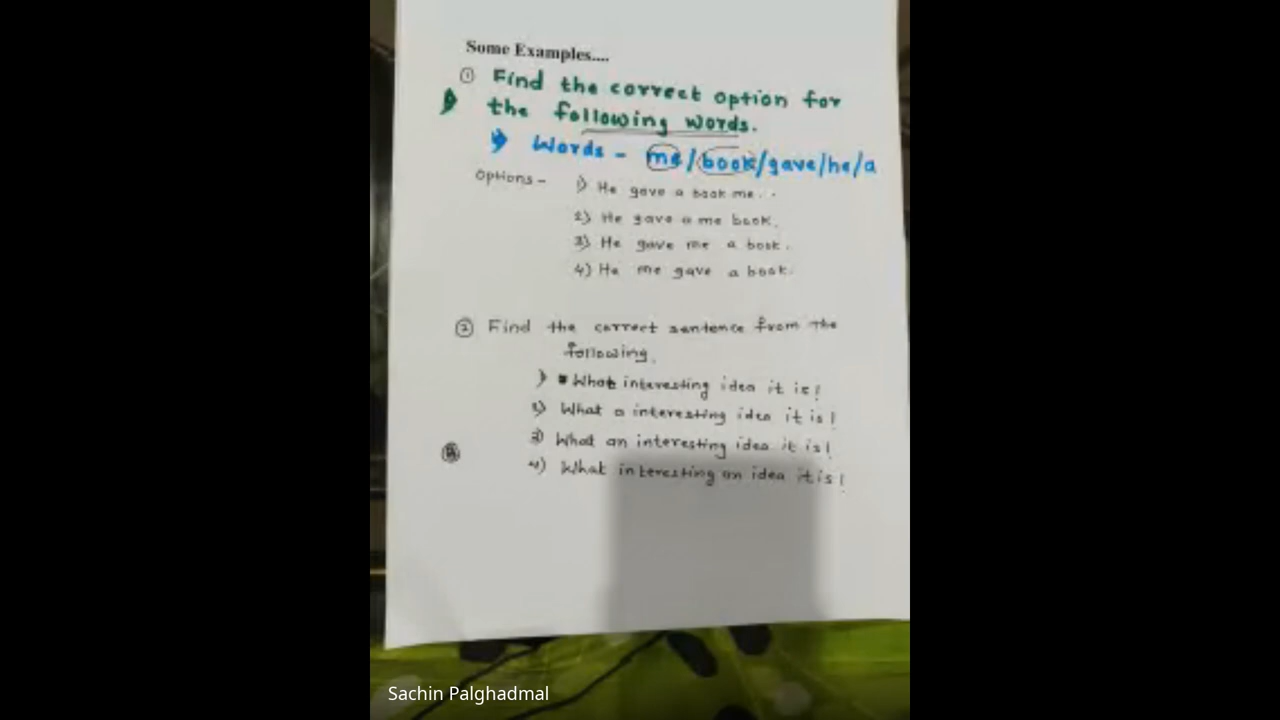 Some Examples....
① Find the correct option for
the following words.
Words - me/book/gave/he/a
Options - 1) He gave a book me.
2) He gave a me book.
3) He gave me a book.
4) He me gave a book.
② Find the correct sentence from the
following.
1) What interesting idea it is!
2) What a interesting idea it is!
3) What an interesting idea it is!
4) What interesting an idea it is!
Sachin Palghadmal